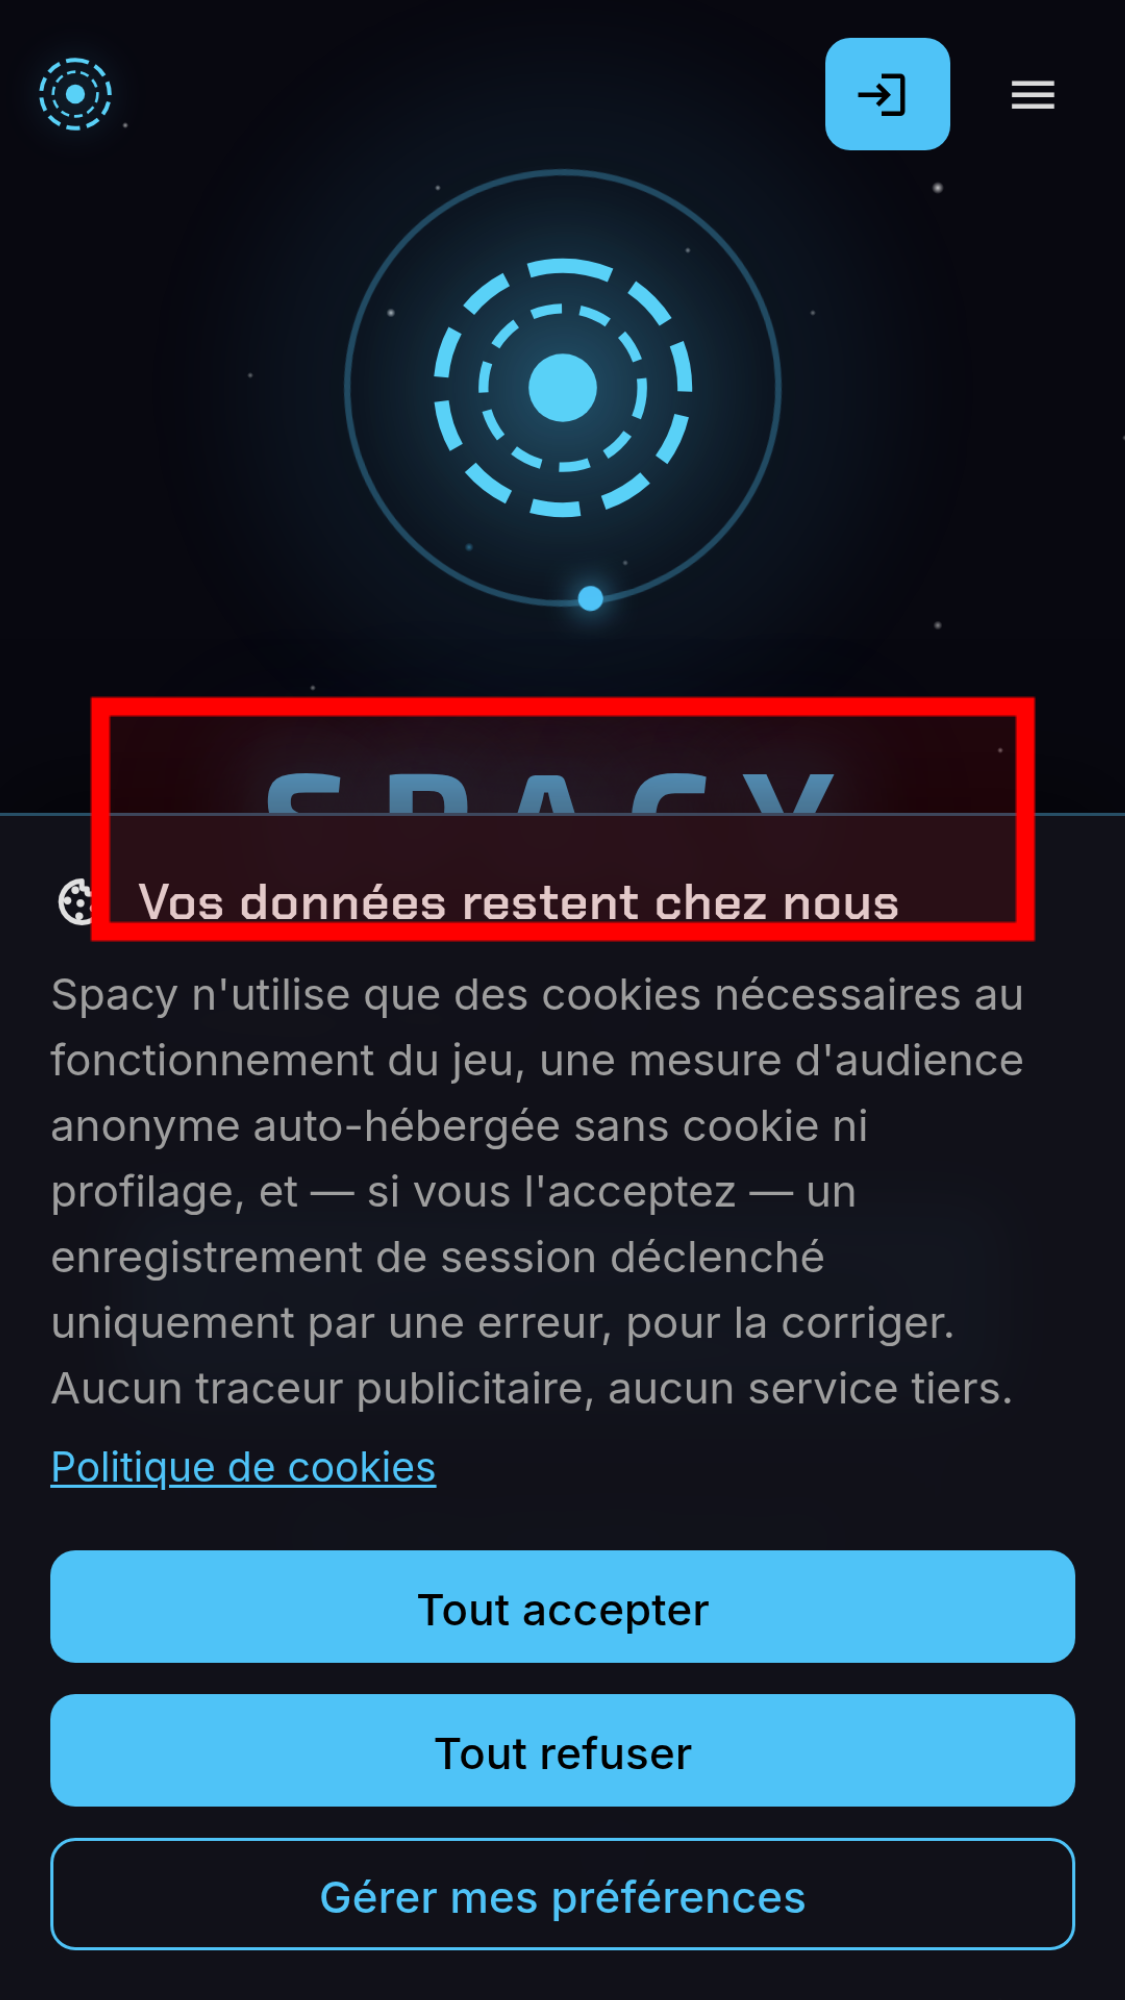 SPACY
Vos données restent chez nous
Spacy n'utilise que des cookies nécessaires au
fonctionnement du jeu, une mesure d'audience
anonyme auto-hébergée sans cookie ni
profilage, et — si vous l'acceptez — un
enregistrement de session déclenché
uniquement par une erreur, pour la corriger.
Aucun traceur publicitaire, aucun service tiers.
Politique de cookies
Tout accepter
Tout refuser
Gérer mes préférences